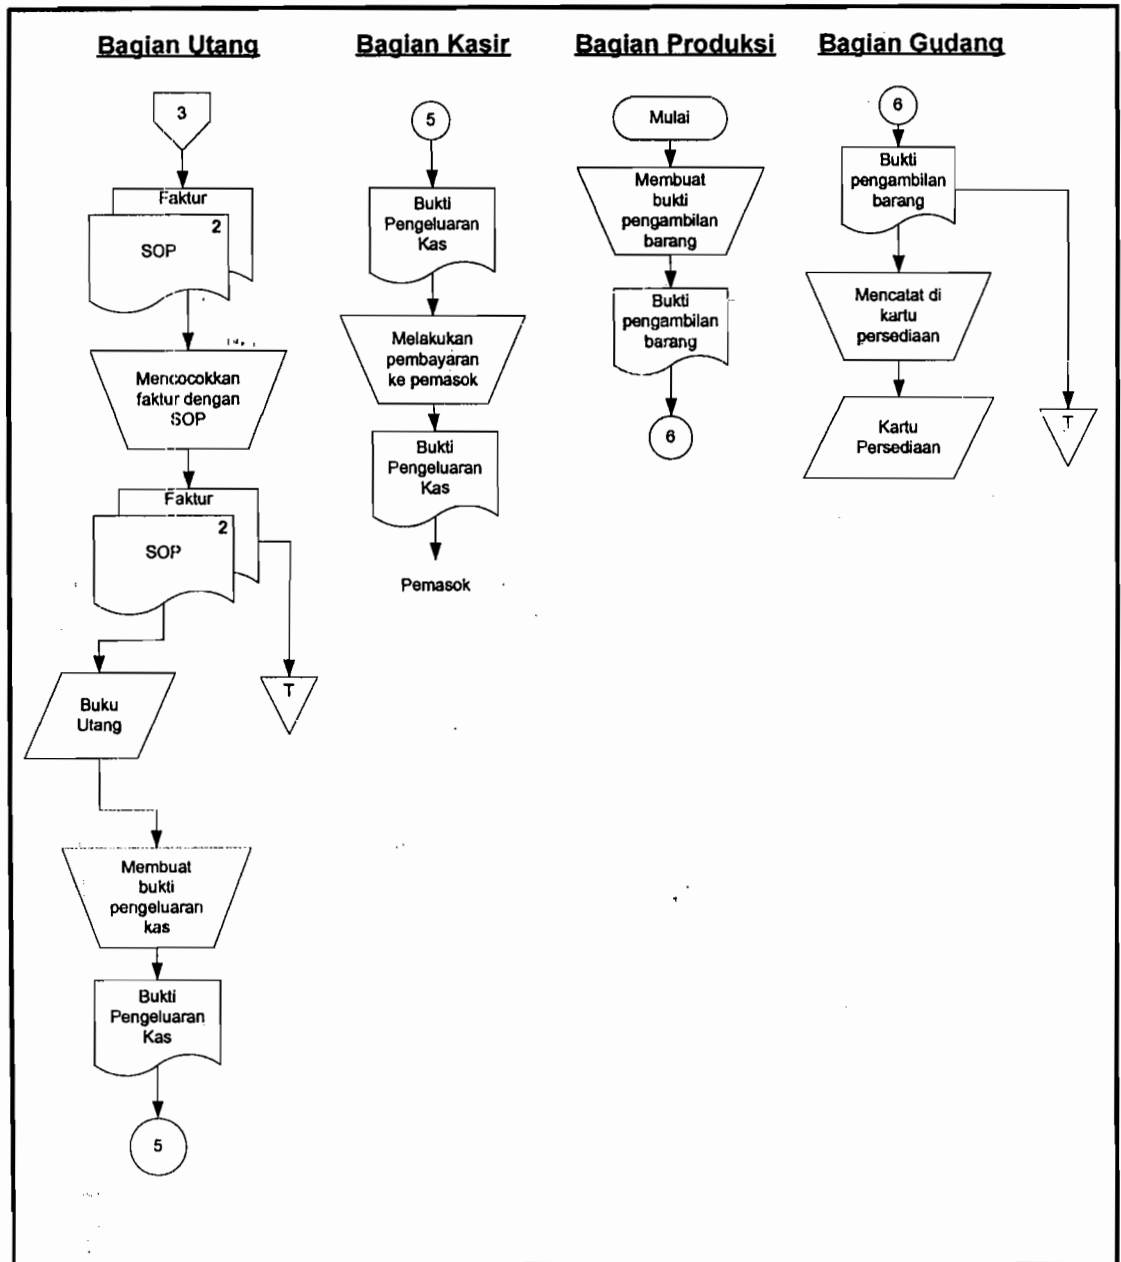 Bagian Utang
3
Faktur
2
SOP
Mencocokkan
faktur dengan
SOP
Faktur
2
SOP
T
Buku
Utang
Membuat
bukti
pengeluaran
kas
Bukti
Pengeluaran
Kas
5
Bagian Kasir
5
Bukti
Pengeluaran
Kas
Melakukan
pembayaran
ke pemasok
Bukti
Pengeluaran
Kas
Pemasok
Bagian Produksi
Mulai
Membuat
bukti
pengambilan
barang
Bukti
pengambilan
barang
6
Bagian Gudang
6
Bukti
pengambilan
barang
Mencatat di
kartu
persediaan
Kartu
Persediaan
T